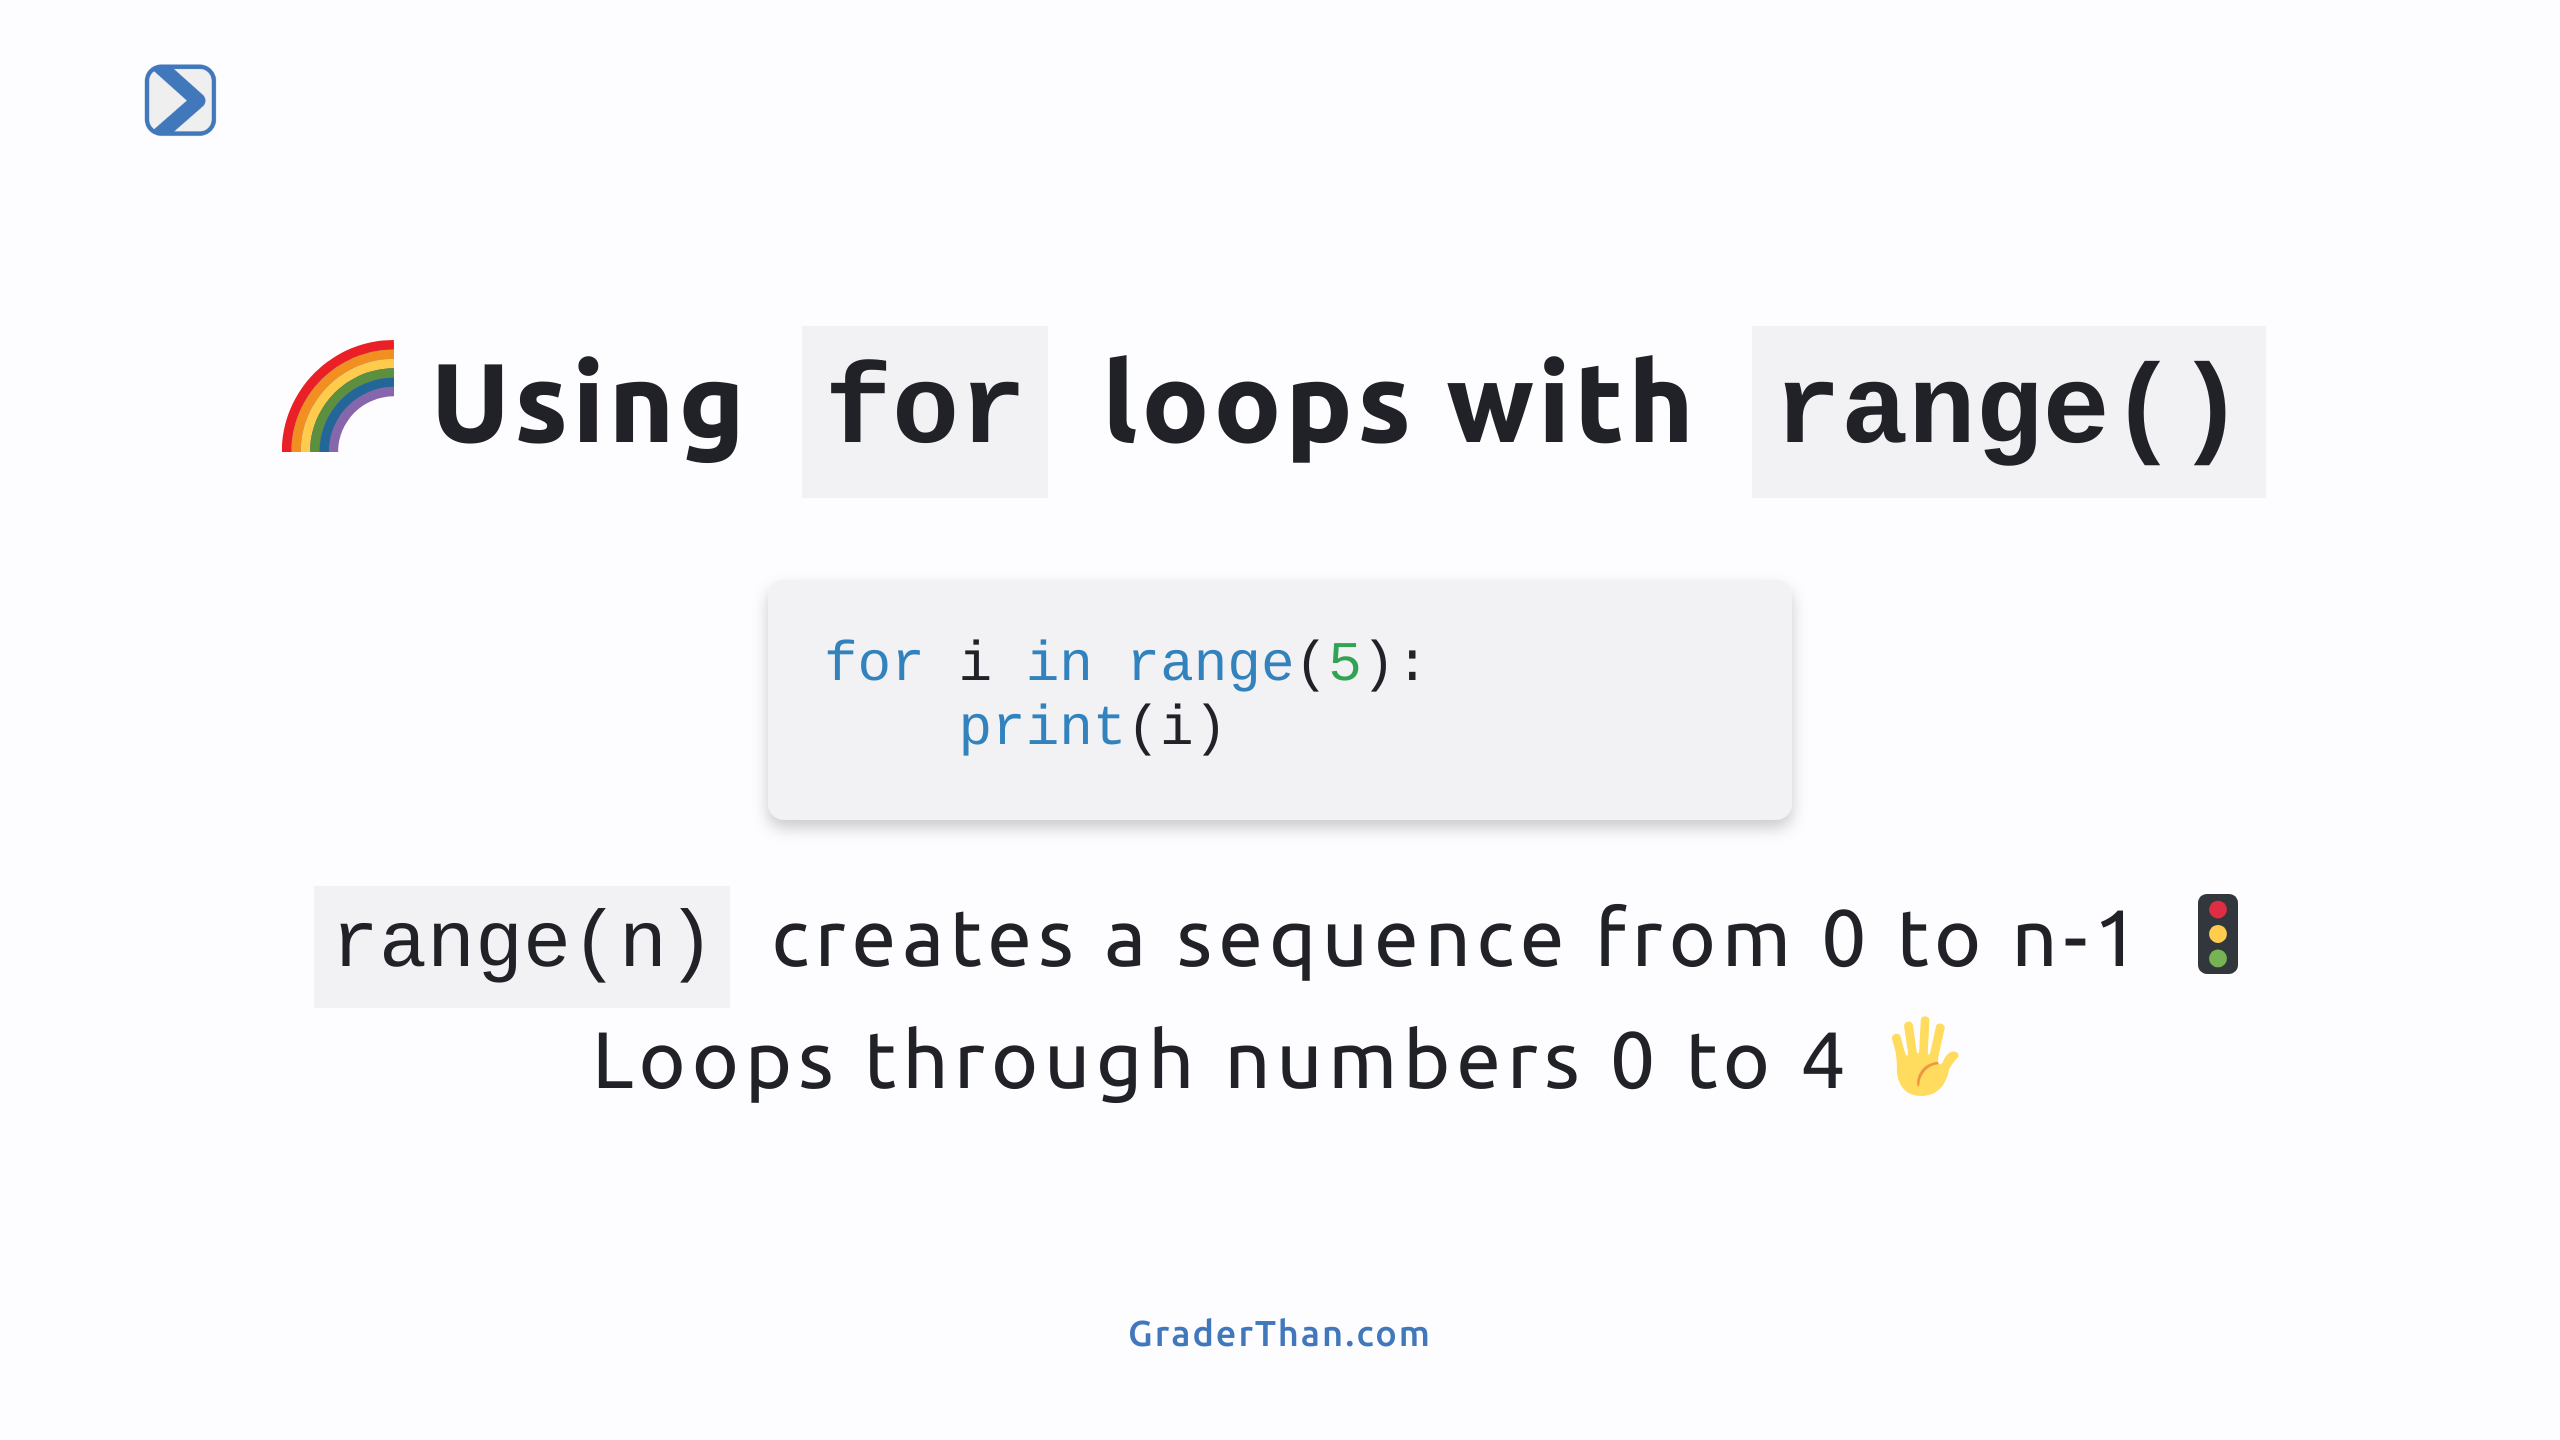 🌈 Using for loops with range()
for i in range(5):
    print(i)
range(n) creates a sequence from 0 to n-1 🚦
Loops through numbers 0 to 4 🖐
GraderThan.com